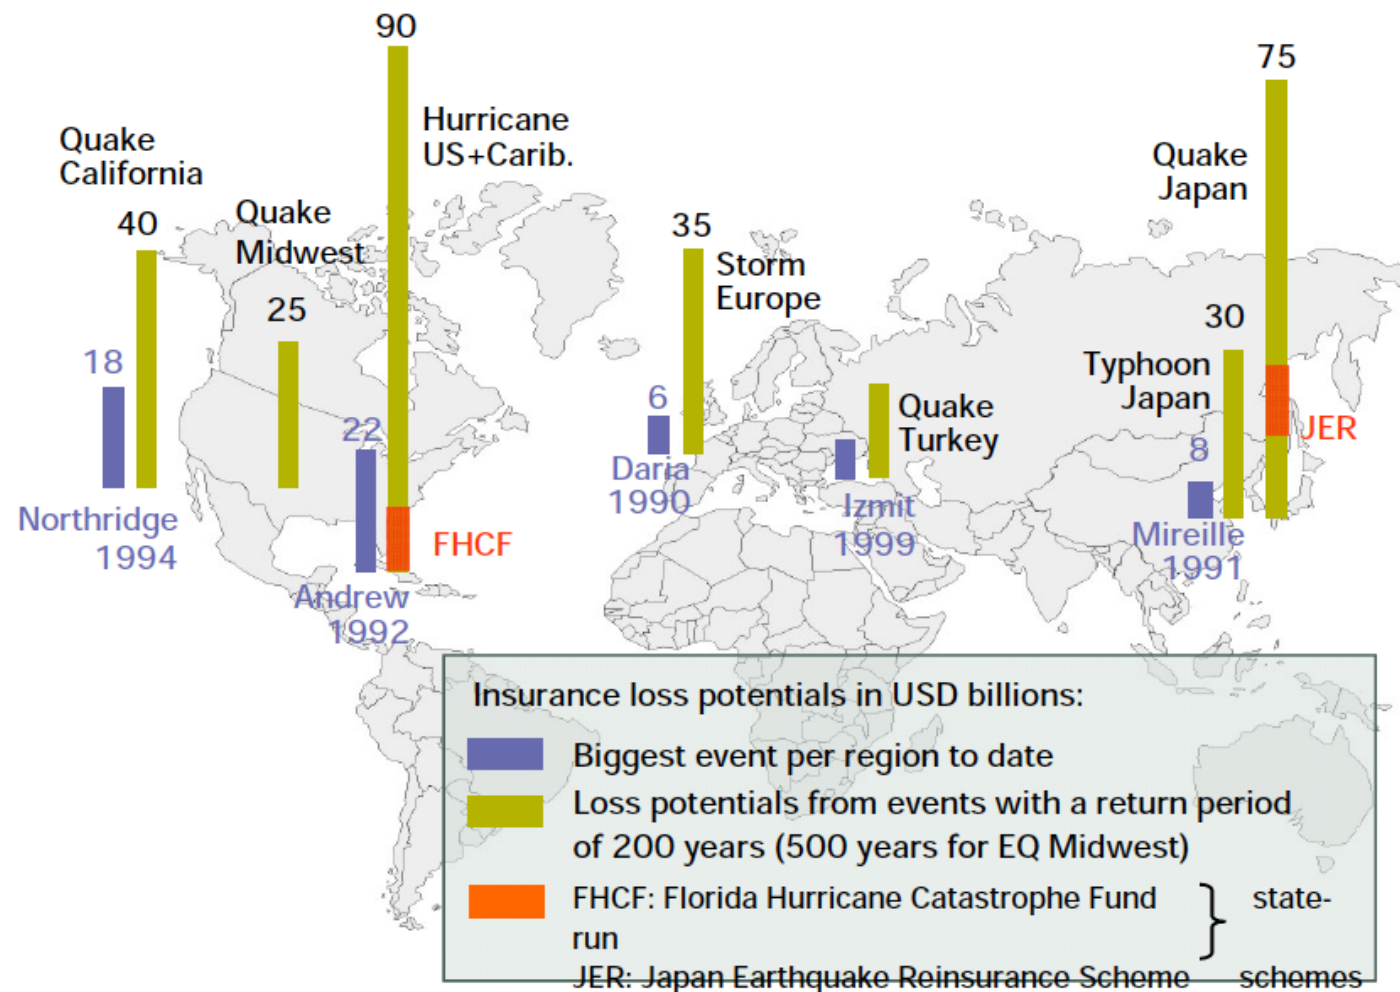 90
Hurricane
US+Carib.
Quake
California
40
Quake
Midwest
25
18
22
Northridge
1994
FHCF
Andrew
1992
35
Storm
Europe
6
Daria
1990
Quake
Turkey
Izmit
1999
75
Quake
Japan
30
Typhoon
Japan
JER
8
Mireille
1991
Insurance loss potentials in USD billions:
Biggest event per region to date
Loss potentials from events with a return period
of 200 years (500 years for EQ Midwest)
FHCF: Florida Hurricane Catastrophe Fund } state-
run
JER: Japan Earthquake Reinsurance Scheme schemes